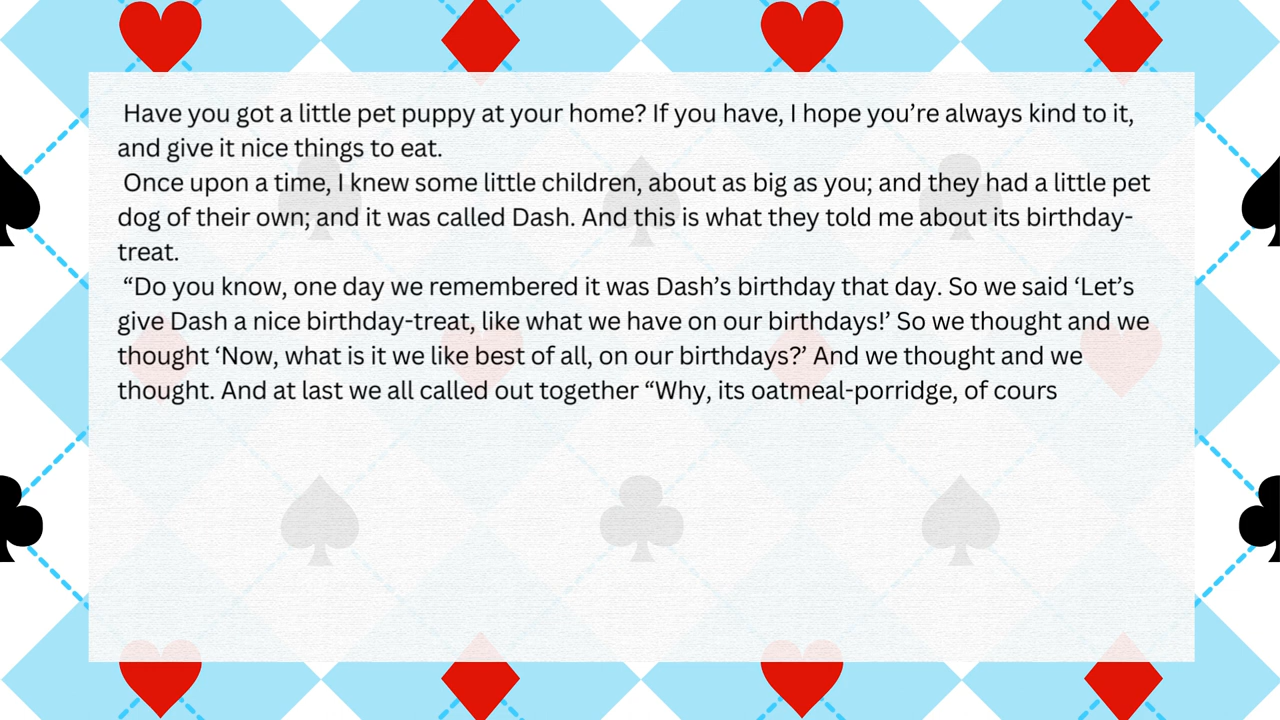 Have you got a little pet puppy at your home? If you have, I hope you’re always kind to it,
and give it nice things to eat.
Once upon a time, I knew some little children, about as big as you; and they had a little pet
dog of their own; and it was called Dash. And this is what they told me about its birthday-
treat.
“Do you know, one day we remembered it was Dash’s birthday that day. So we said ‘Let’s
give Dash a nice birthday-treat, like what we have on our birthdays!’ So we thought and we
thought ‘Now, what is it we like best of all, on our birthdays?’ And we thought and we
thought. And at last we all called out together “Why, its oatmeal-porridge, of cours